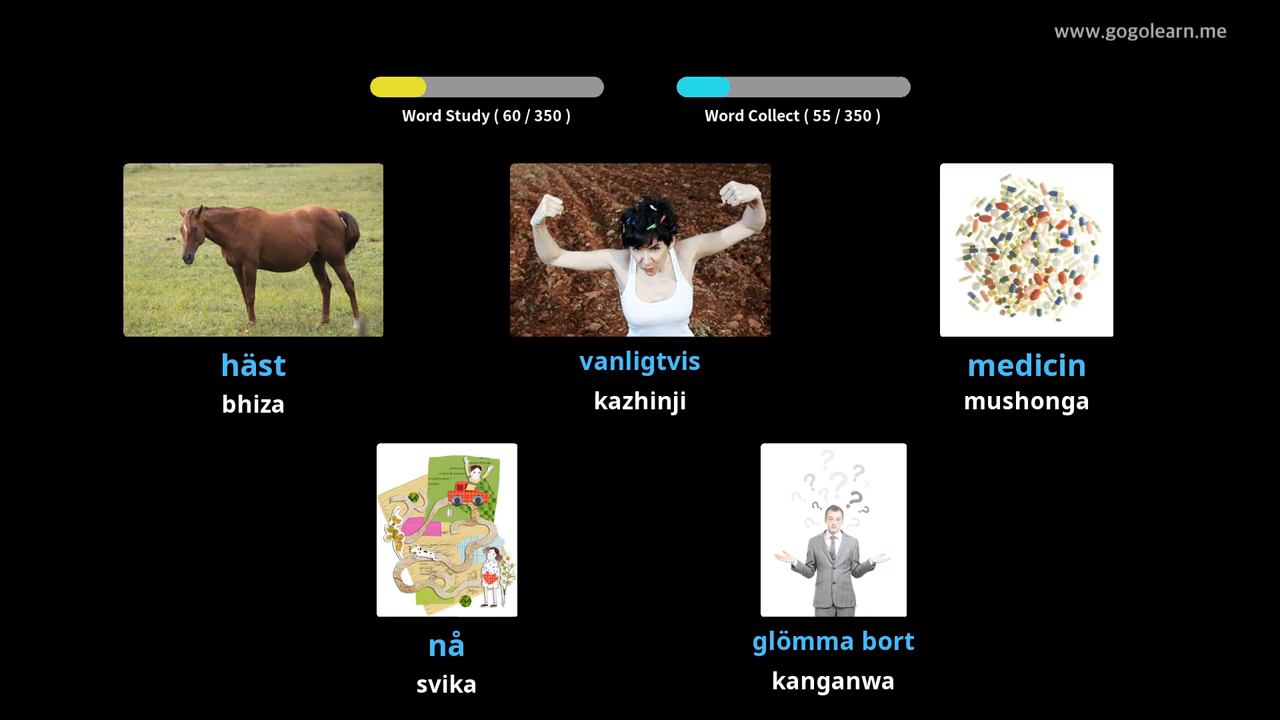 www.gogolearn.me
Word Study ( 60 / 350 )
Word Collect ( 55 / 350 )
häst
bhiza
vanligtvis
kazhinji
medicin
mushonga
nå
svika
glömma bort
kanganwa